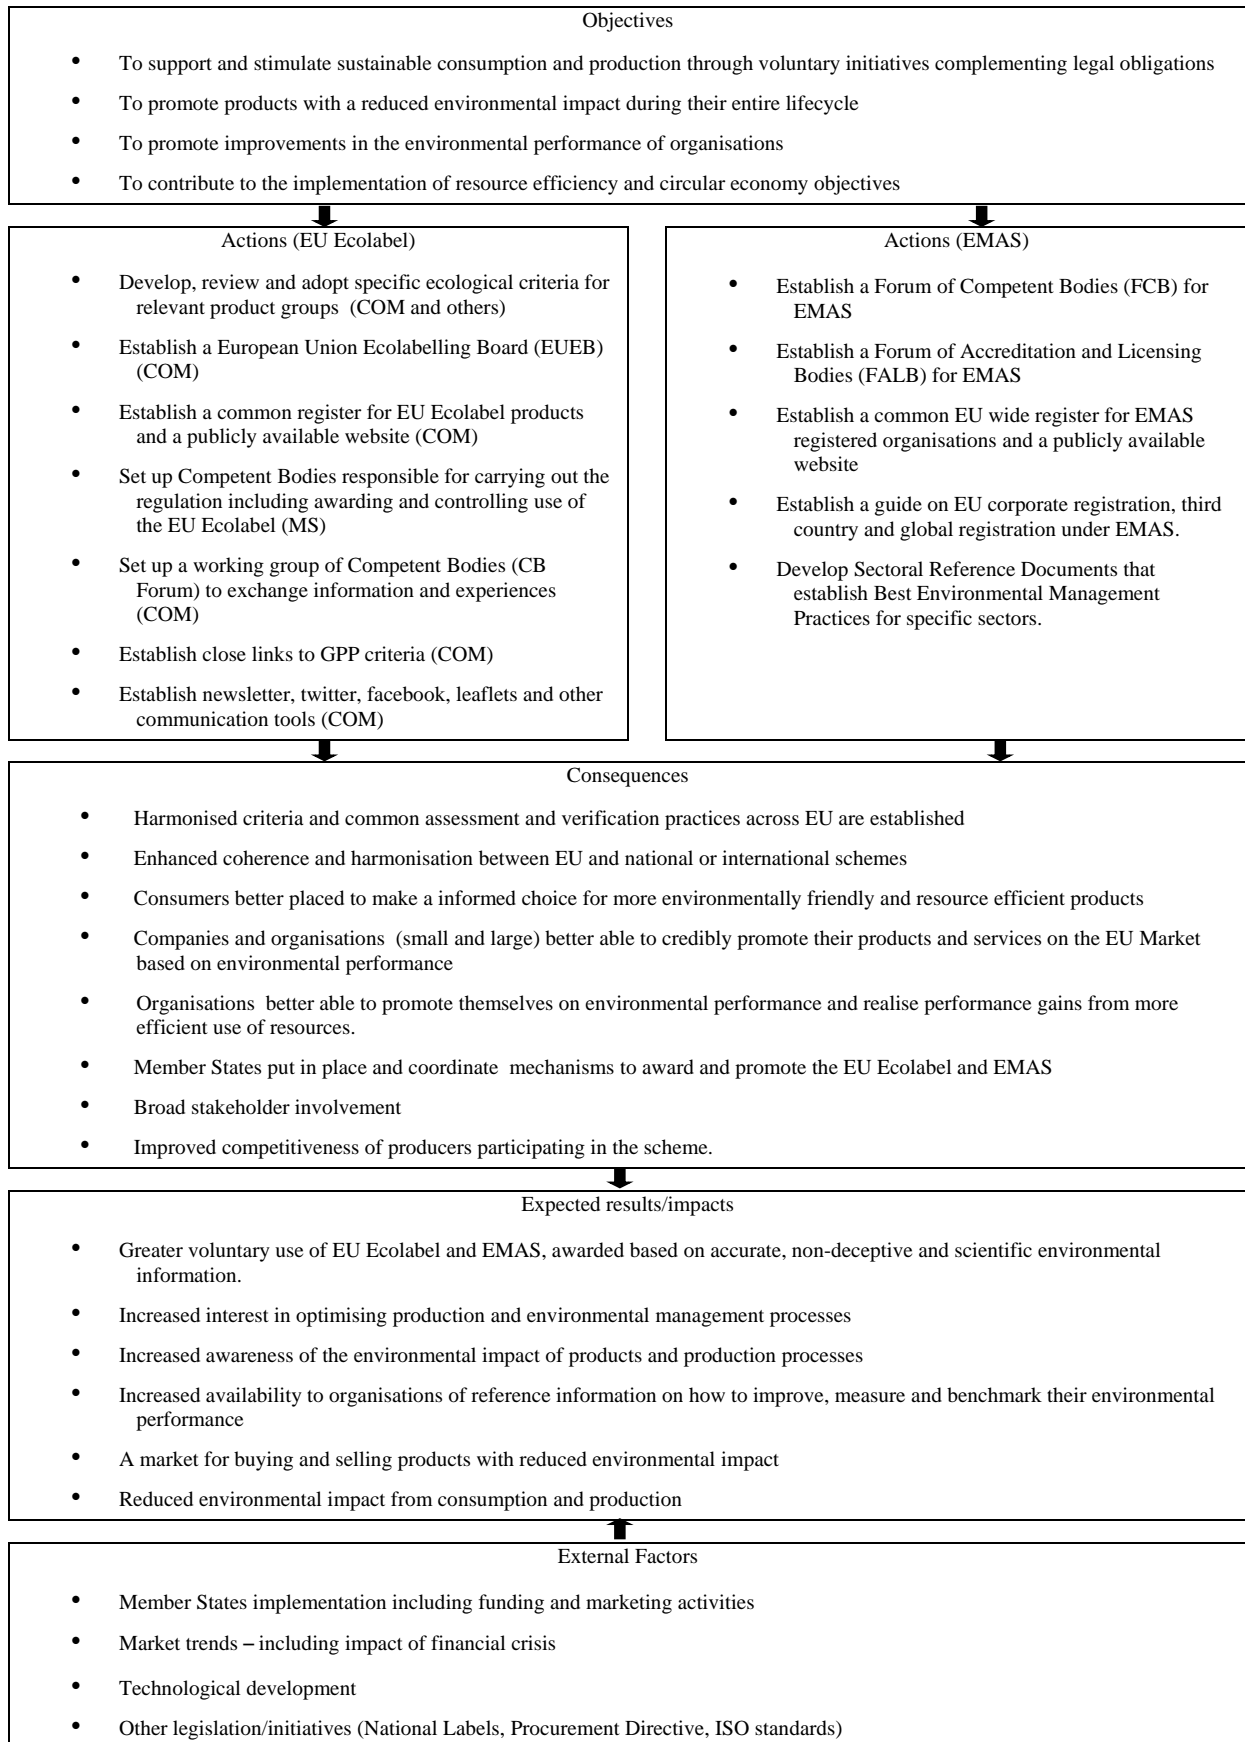 Objectives
• To support and stimulate sustainable consumption and production through voluntary initiatives complementing legal obligations
• To promote products with a reduced environmental impact during their entire lifecycle
• To promote improvements in the environmental performance of organisations
• To contribute to the implementation of resource efficiency and circular economy objectives
Actions (EU Ecolabel)
• Develop, review and adopt specific ecological criteria for
relevant product groups (COM and others)
• Establish a European Union Ecolabelling Board (EUEB)
(COM)
• Establish a common register for EU Ecolabel products
and a publicly available website (COM)
• Set up Competent Bodies responsible for carrying out the
regulation including awarding and controlling use of
the EU Ecolabel (MS)
• Set up a working group of Competent Bodies (CB
Forum) to exchange information and experiences
(COM)
• Establish close links to GPP criteria (COM)
• Establish newsletter, twitter, facebook, leaflets and other
communication tools (COM)
Actions (EMAS)
• Establish a Forum of Competent Bodies (FCB) for
EMAS
• Establish a Forum of Accreditation and Licensing
Bodies (FALB) for EMAS
• Establish a common EU wide register for EMAS
registered organisations and a publicly available
website
• Establish a guide on EU corporate registration, third
country and global registration under EMAS.
• Develop Sectoral Reference Documents that
establish Best Environmental Management
Practices for specific sectors.
Consequences
• Harmonised criteria and common assessment and verification practices across EU are established
• Enhanced coherence and harmonisation between EU and national or international schemes
• Consumers better placed to make a informed choice for more environmentally friendly and resource efficient products
• Companies and organisations (small and large) better able to credibly promote their products and services on the EU Market
based on environmental performance
• Organisations better able to promote themselves on environmental performance and realise performance gains from more
efficient use of resources.
• Member States put in place and coordinate mechanisms to award and promote the EU Ecolabel and EMAS
• Broad stakeholder involvement
• Improved competitiveness of producers participating in the scheme.
Expected results/impacts
• Greater voluntary use of EU Ecolabel and EMAS, awarded based on accurate, non-deceptive and scientific environmental
information.
• Increased interest in optimising production and environmental management processes
• Increased awareness of the environmental impact of products and production processes
• Increased availability to organisations of reference information on how to improve, measure and benchmark their environmental
performance
• A market for buying and selling products with reduced environmental impact
• Reduced environmental impact from consumption and production
External Factors
• Member States implementation including funding and marketing activities
• Market trends – including impact of financial crisis
• Technological development
• Other legislation/initiatives (National Labels, Procurement Directive, ISO standards)